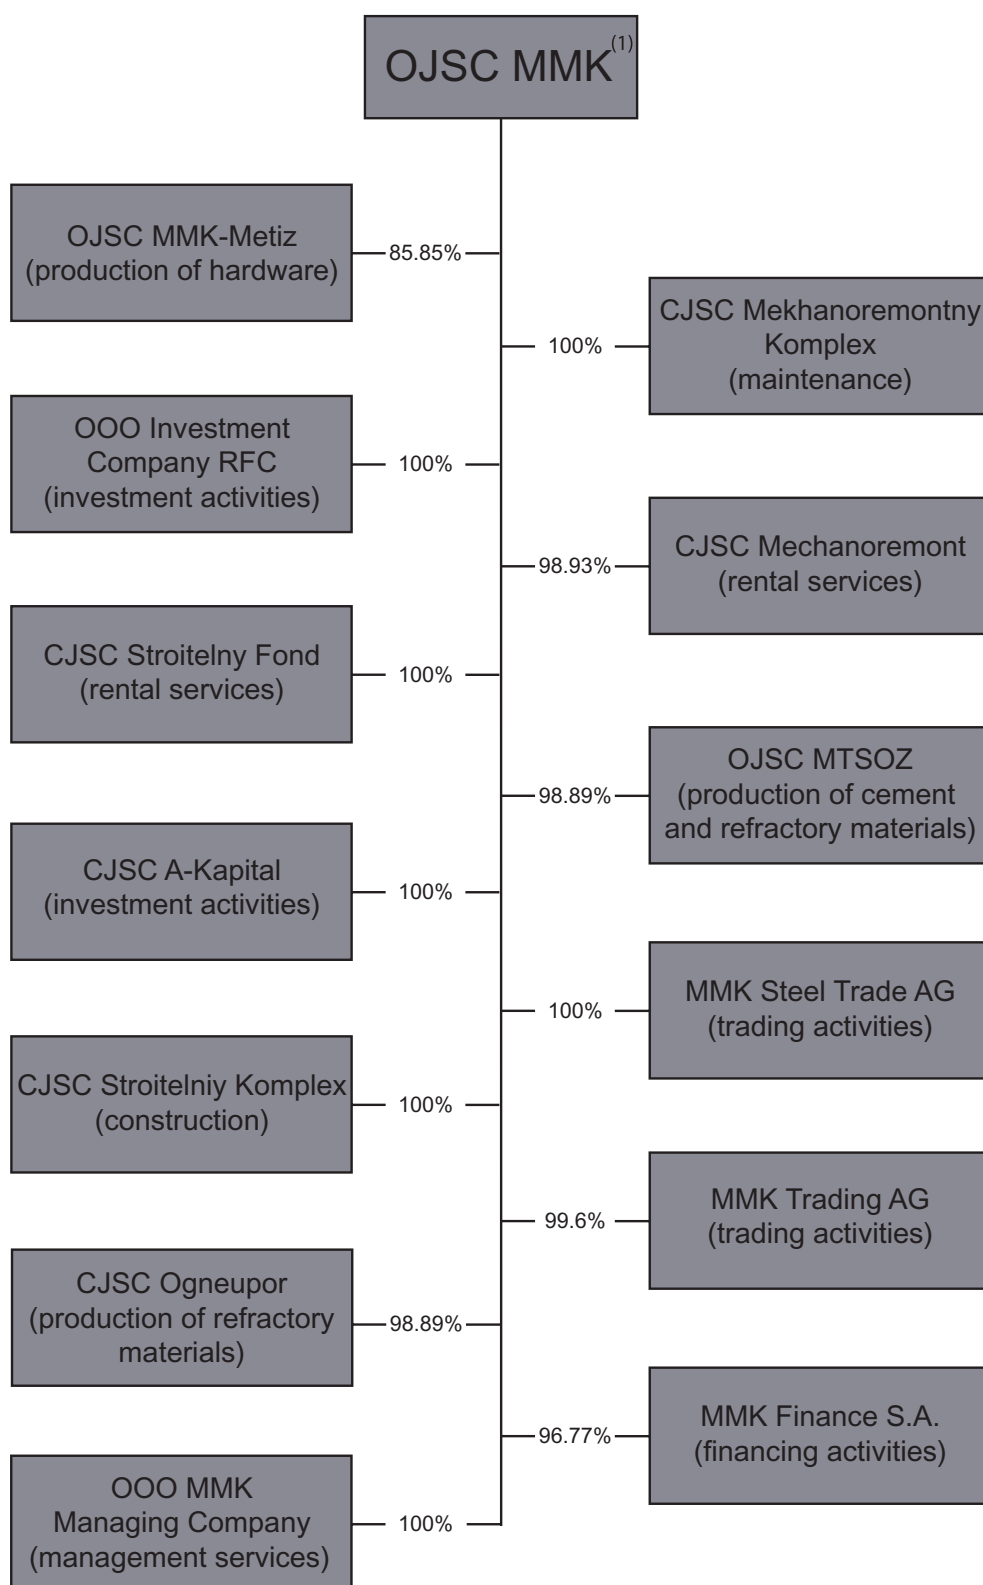 OJSC MMK(1)
OJSC MMK-Metiz
(production of hardware)
85.85%
100%
CJSC Mekhanoremontny
Komplex
(maintenance)
OOO Investment
Company RFC
(investment activities)
100%
98.93%
CJSC Mechanoremont
(rental services)
CJSC Stroitelny Fond
(rental services)
100%
98.89%
OJSC MTSOZ
(production of cement
and refractory materials)
CJSC A-Kapital
(investment activities)
100%
100%
MMK Steel Trade AG
(trading activities)
CJSC Stroitelniy Komplex
(construction)
100%
99.6%
MMK Trading AG
(trading activities)
CJSC Ogneupor
(production of refractory
materials)
98.89%
96.77%
MMK Finance S.A.
(financing activities)
OOO MMK
Managing Company
(management services)
100%